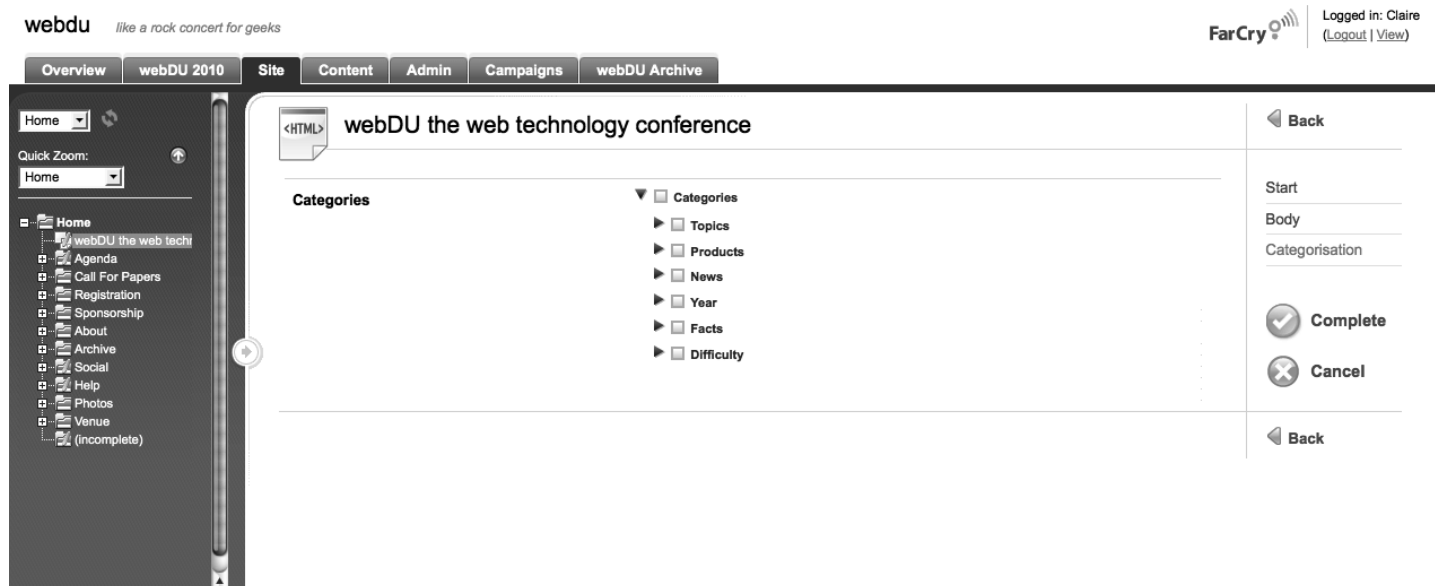 webdu like a rock concert for geeks
FarCry
Logged in: Claire
(Logout | View)
Overview webDU 2010 Site Content Admin Campaigns webDU Archive
Home
Quick Zoom:
Home
Home
webDU the web techn
Agenda
Call For Papers
Registration
Sponsorship
About
Archive
Social
Help
Photos
Venue
(incomplete)
<HTML> webDU the web technology conference
Categories
Categories
Topics
Products
News
Year
Facts
Difficulty
Back
Start
Body
Categorisation
Complete
Cancel
Back